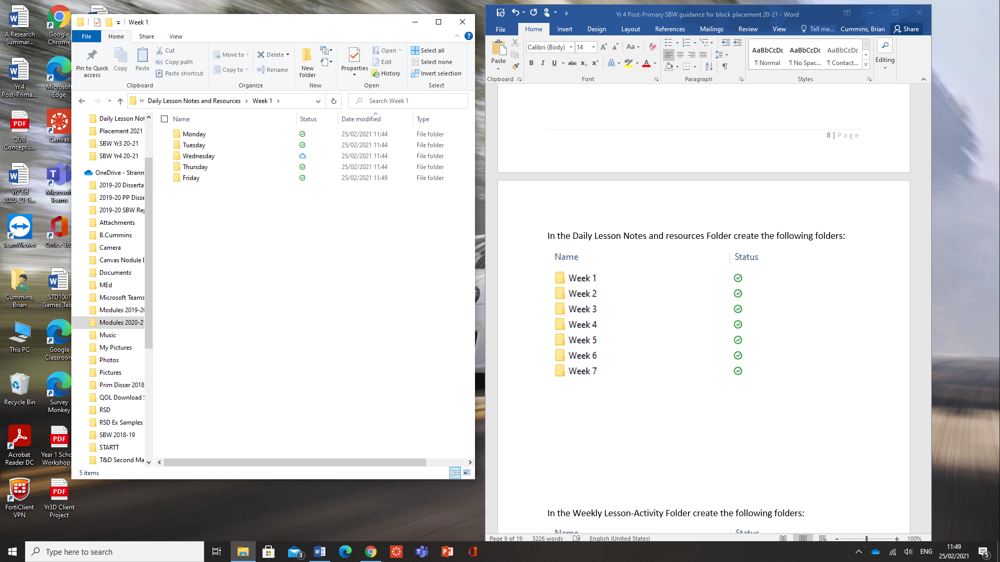 A Research
Summar...
Google
Chrome
Yr 4
Post-Prima...
Microsoft
Edge
QUB
Conceptu...
Canvas
Yr2 Ed
2020-21 G...
Microsoft
Teams
TeamViewer
Office 365
Cummins,
Brian
STD1007
Games Tab
This PC
Google
Classroom
Recycle Bin
Survey
Monkey
Acrobat
Reader DC
Year 1 Scho
Workshop
FortiClient
VPN
Yr3D Client
Project
Week 1
File Home Share View
Pin to Quick
access
Copy
Paste
Cut
Copy path
Paste shortcut
Clipboard
Move to
Copy to
Delete
Rename
Organize
New
folder
New
Properties
Open
Edit
History
Open
Select all
Select none
Invert selection
Select
« Daily Lesson Notes and Resources > Week 1 >
Search Week 1
Daily Lesson Not
Placement 2021
SBW Yr3 20-21
SBW Yr4 20-21
OneDrive - Stranm
2019-20 Disserta
2019-20 PP Disse
2019-20 SBW Rep
Attachments
B.Cummins
Camera
Canvas Nodule D
Documents
MEd
Microsoft Teams
Modules 2019-20
Modules 2020-21
Music
My Pictures
Photos
Pictures
Prim Disser 2018
QOL Download S
RSD
RSD Ex Samples
SBW 2018-19
STARTT
T&D Second Ma
Name Status Date modified Type
Monday 25/02/2021 11:44 File folder
Tuesday 25/02/2021 11:44 File folder
Wednesday 25/02/2021 11:44 File folder
Thursday 25/02/2021 11:44 File folder
Friday 25/02/2021 11:49 File folder
5 items
Yr 4 Post-Primary SBW guidance for block placement 20-21 - Word
File Home Insert Design Layout References Mailings Review View Tell me... Cummins, Brian Share
Paste
Clipboard
Calibri (Body) 14
B I U abc x₂ x²
Font
Paragraph
AaBbCcDc AaBbCcDc AaBbCcDc
¶ Normal ¶ No Spac... ¶ Contact...
Styles
Editing
8 | Page
In the Daily Lesson Notes and resources Folder create the following folders:
Name Status
Week 1
Week 2
Week 3
Week 4
Week 5
Week 6
Week 7
In the Weekly Lesson-Activity Folder create the following folders:
Name Status
Page 9 of 19 3226 words English (United States) 100%
Type here to search
3
ENG
11:49
25/02/2021
5